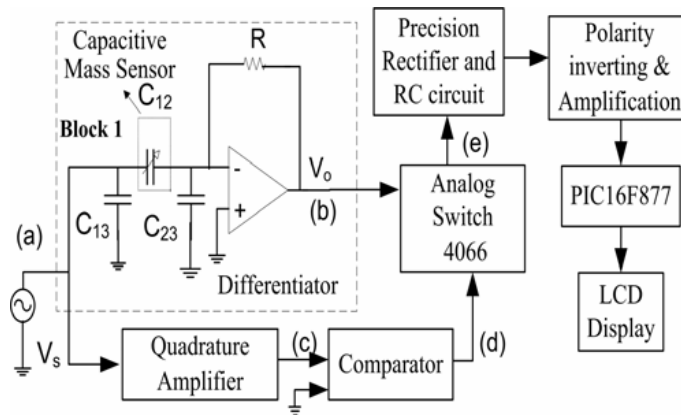 Capacitive
Mass Sensor
C12
Block 1
R
C13
C23
-
+
Vo
(b)
Differentiator
(a)
Vs
Quadrature
Amplifier
(c)
Comparator
(d)
Analog
Switch
4066
(e)
Precision
Rectifier and
RC circuit
Polarity
inverting &
Amplification
PIC16F877
LCD
Display